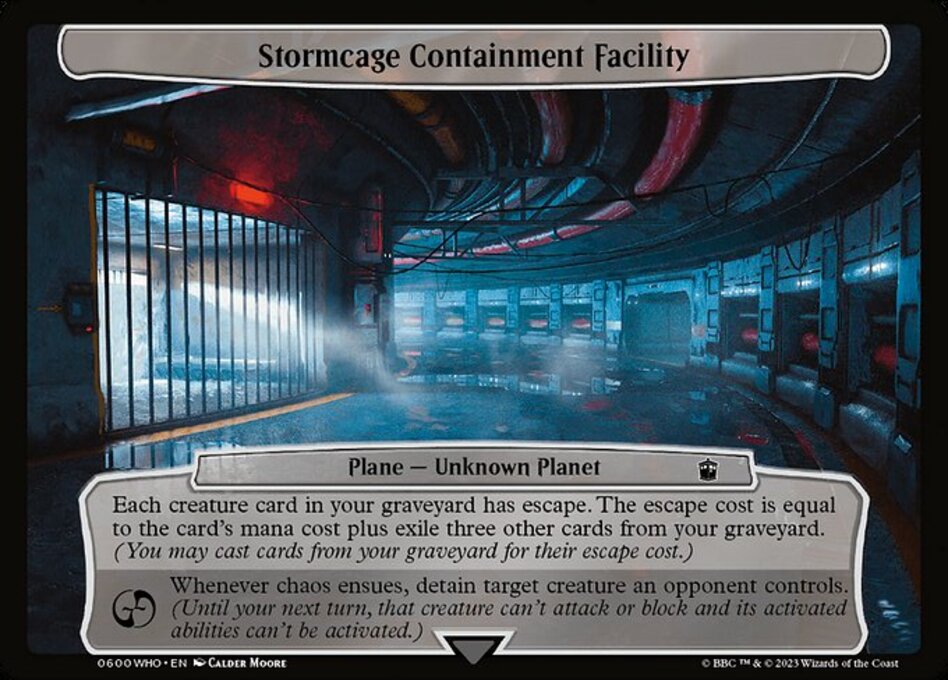 Stormcage Containment Facility
Plane — Unknown Planet
Each creature card in your graveyard has escape. The escape cost is equal
to the card's mana cost plus exile three other cards from your graveyard.
(You may cast cards from your graveyard for their escape cost.)
Whenever chaos ensues, detain target creature an opponent controls.
(Until your next turn, that creature can't attack or block and its activated
abilities can't be activated.)
0600 WHO • EN Calder Moore
© BBC ™ & © 2023 Wizards of the Coast